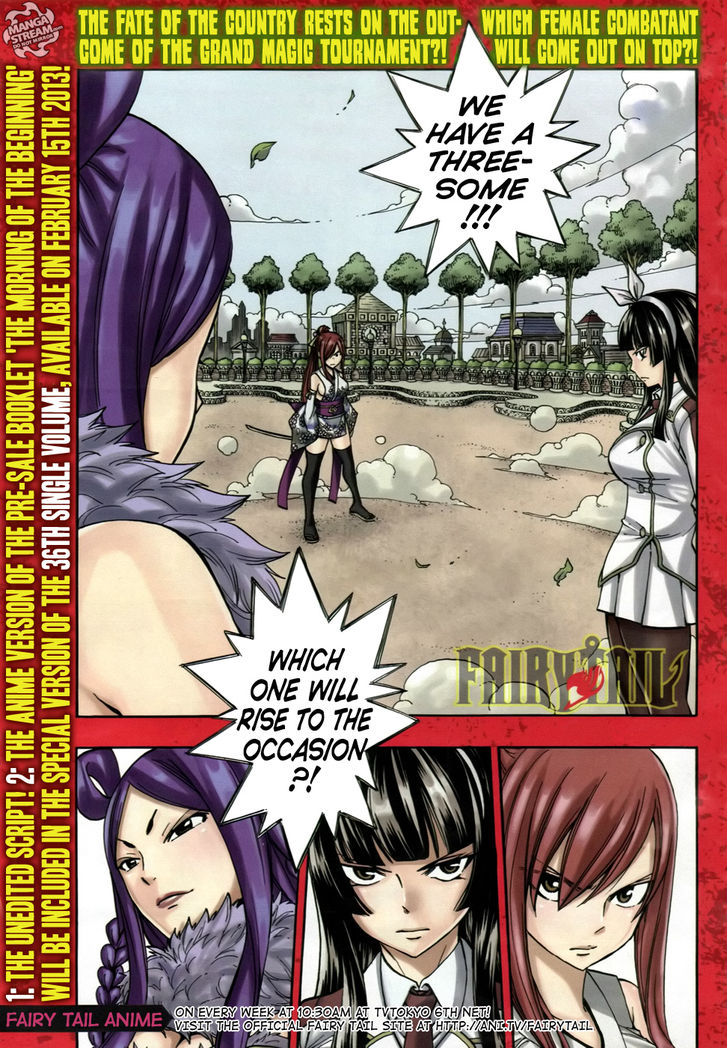 MANGA
STREAM
DO NOT MIRROR
THE FATE OF THE COUNTRY RESTS ON THE OUT-
COME OF THE GRAND MAGIC TOURNAMENT?!
WHICH FEMALE COMBATANT
WILL COME OUT ON TOP?!
1: THE UNEDITED SCRIPT! 2: THE ANIME VERSION OF THE PRE-SALE BOOKLET 'THE MORNING OF THE BEGINNING'
WILL BE INCLUDED IN THE SPECIAL VERSION OF THE 36TH SINGLE VOLUME, AVAILABLE ON FEBRUARY 15TH 2013!
WE
HAVE A
THREE-
SOME
!!!
FAIRY TAIL
WHICH
ONE WILL
RISE TO THE
OCCASION
?!
FAIRY TAIL ANIME
ON EVERY WEEK AT 10:30AM AT TVTOKYO 6TH NET!
VISIT THE OFFICIAL FAIRY TAIL SITE AT HTTP://ANI.TV/FAIRYTAIL